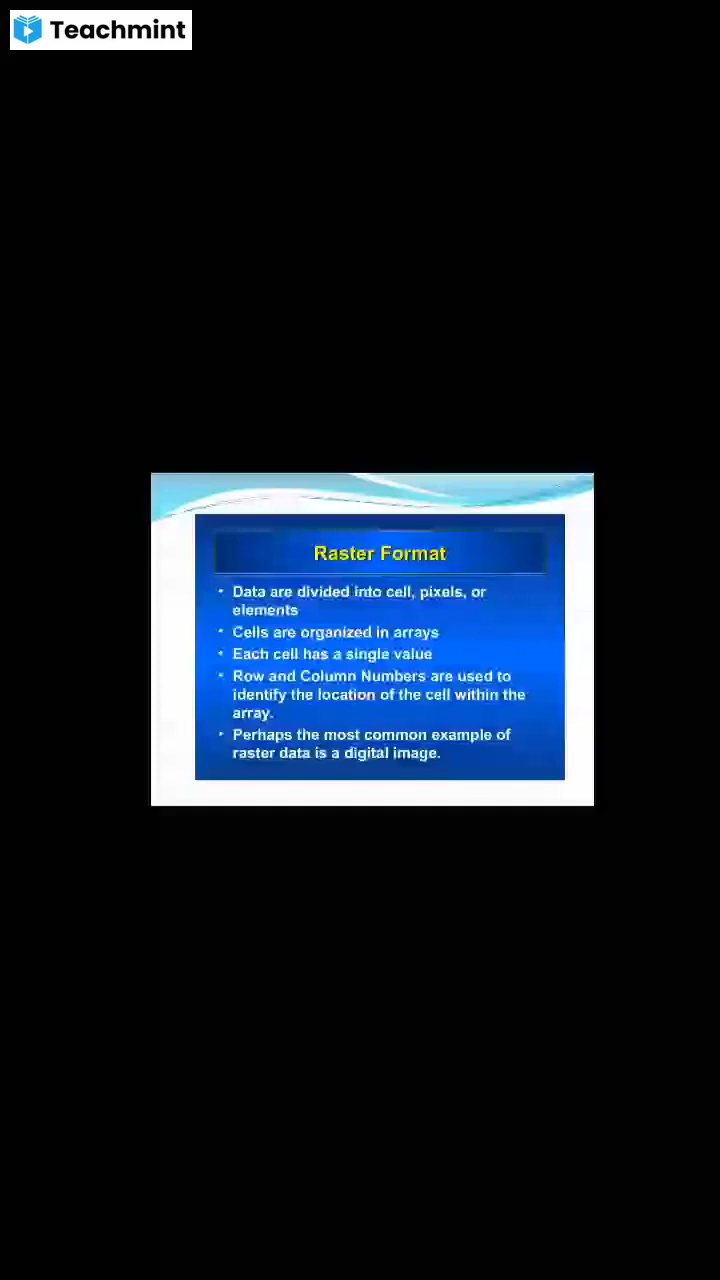 Teachmint
Raster Format
• Data are divided into cell, pixels, or
elements
• Cells are organized in arrays
• Each cell has a single value
• Row and Column Numbers are used to
identify the location of the cell within the
array.
• Perhaps the most common example of
raster data is a digital image.